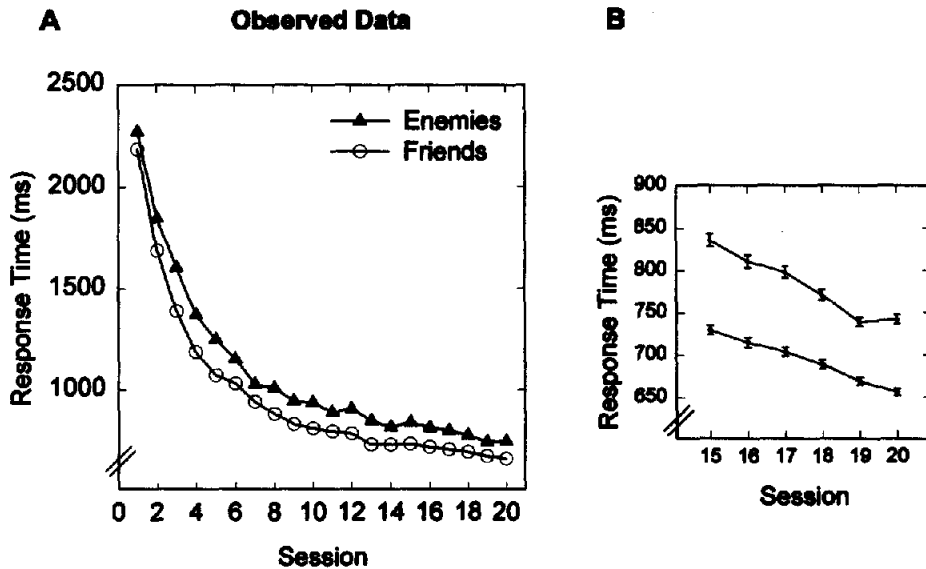 A
Observed Data
B
2500
2000
1500
1000
Response Time (ms)
Enemies
Friends
0 2 4 6 8 10 12 14 16 18 20
Session
900
850
800
750
700
650
Response Time (ms)
15 16 17 18 19 20
Session